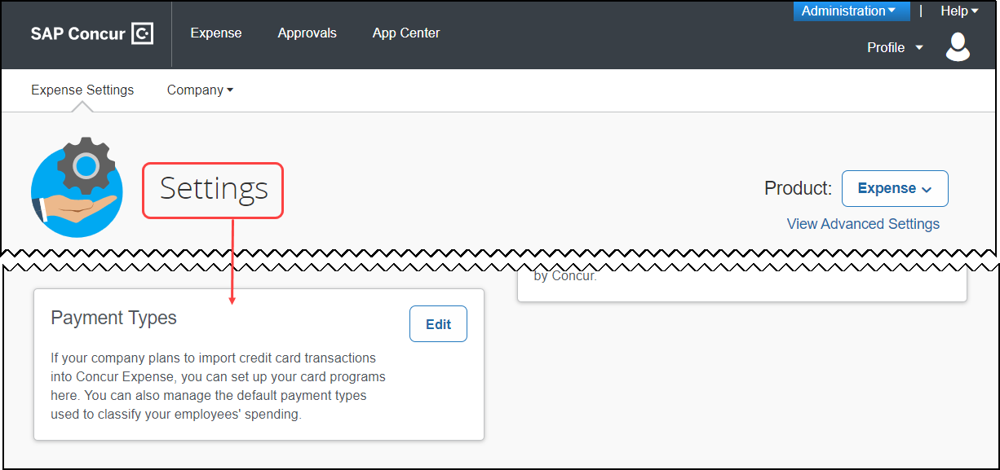 Administration | Help
SAP Concur C. Expense Approvals App Center
Profile
Expense Settings Company
Settings
Product: Expense
View Advanced Settings
by Concur.
Payment Types
Edit
If your company plans to import credit card transactions
into Concur Expense, you can set up your card programs
here. You can also manage the default payment types
used to classify your employees' spending.